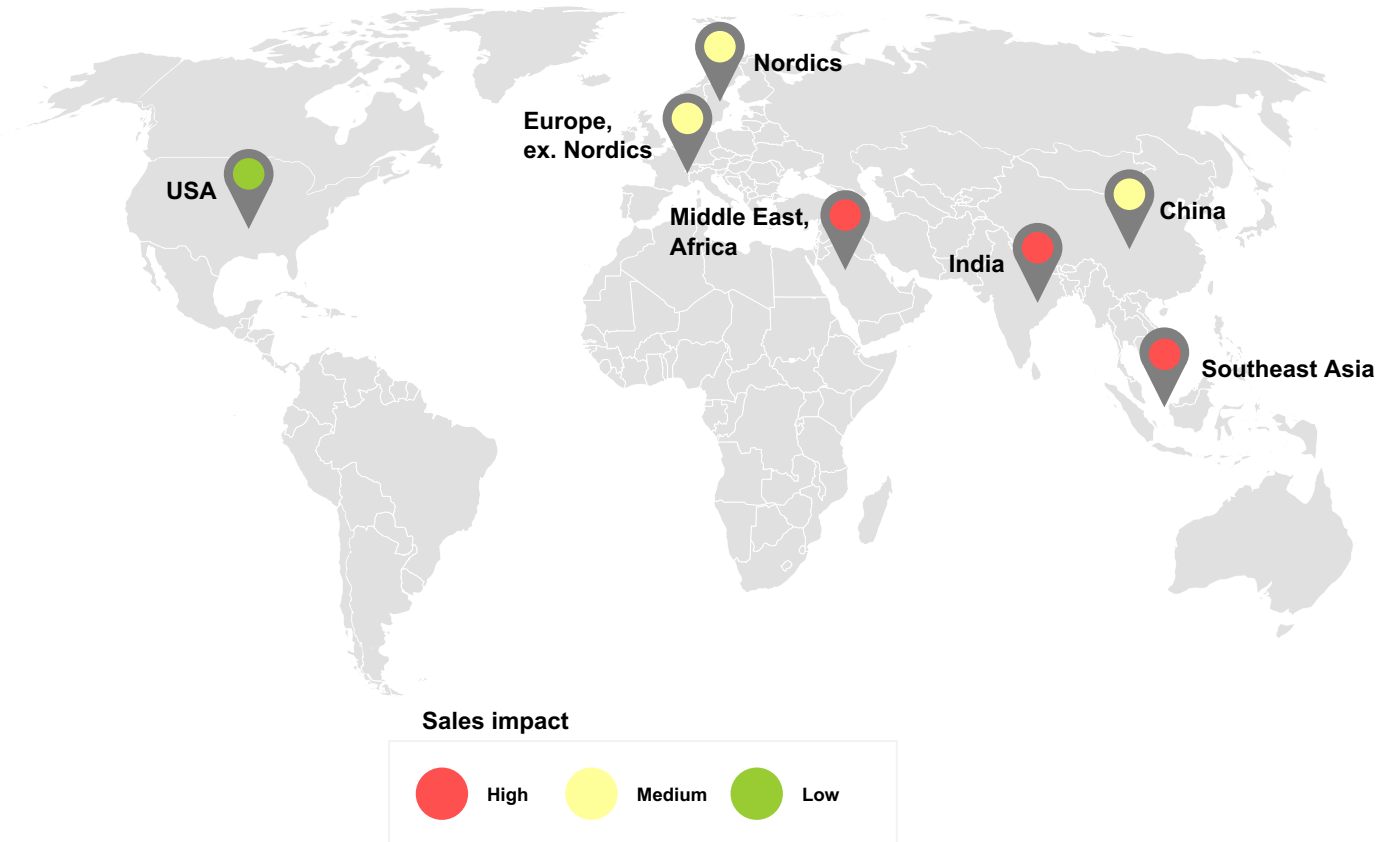 Nordics
Europe,
ex. Nordics
USA
Middle East,
Africa
China
India
Southeast Asia
Sales impact
High
Medium
Low